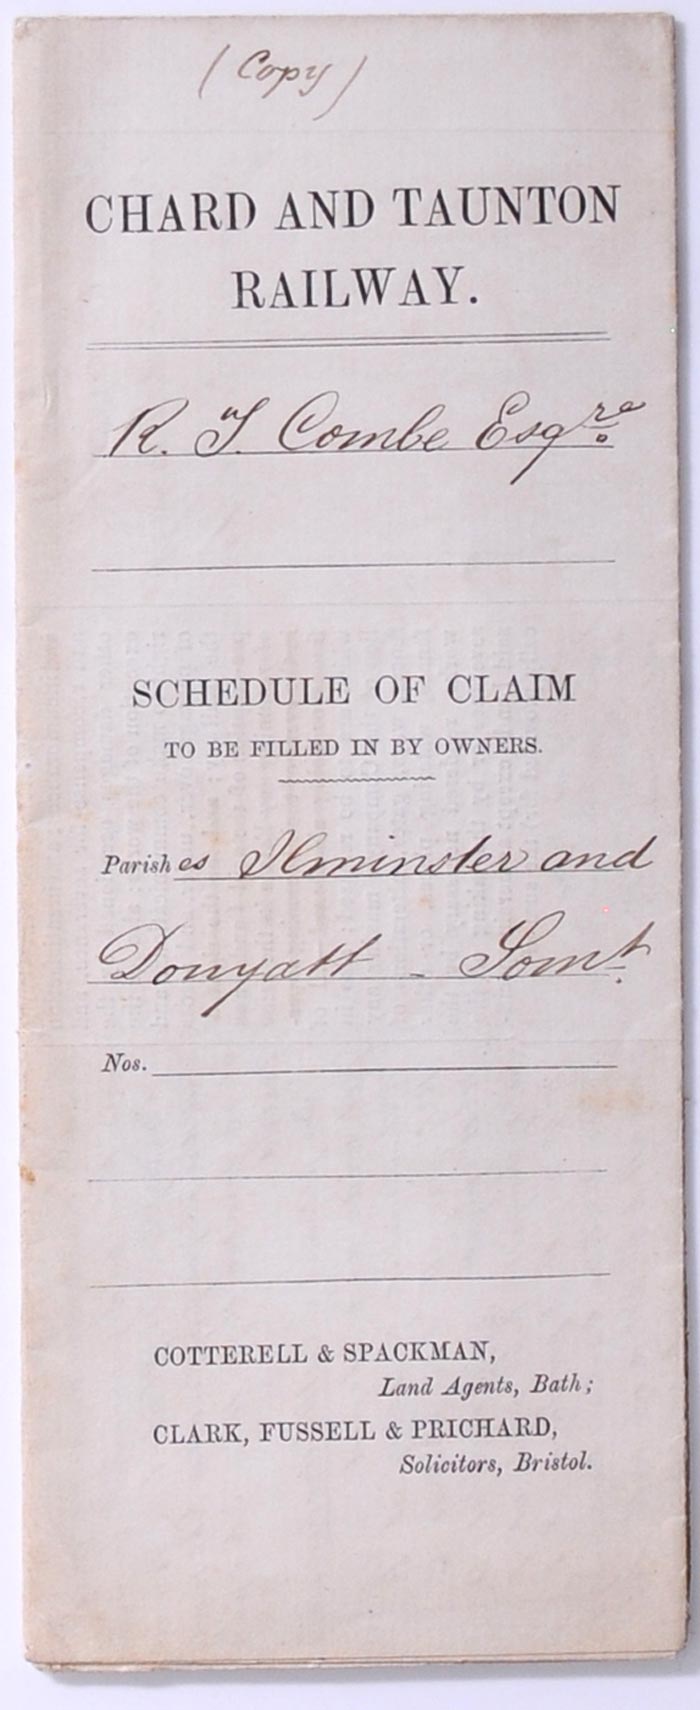 (Copy)
CHARD AND TAUNTON
RAILWAY.
R. T. Combe Esqre.
SCHEDULE OF CLAIM
TO BE FILLED IN BY OWNERS.
Parishes Ilminster and
Donyatt - Somt.
Nos.
COTTERELL & SPACKMAN,
Land Agents, Bath;
CLARK, FUSSELL & PRICHARD,
Solicitors, Bristol.